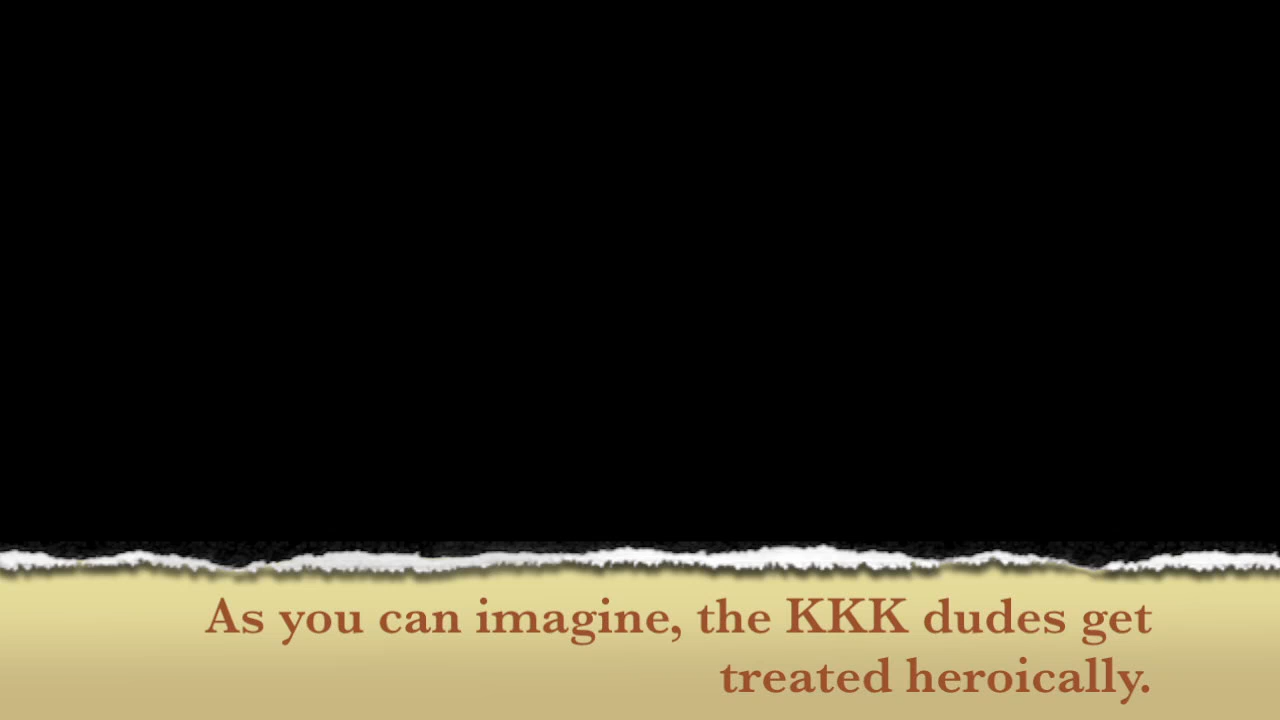 As you can imagine, the KKK dudes get
treated heroically.